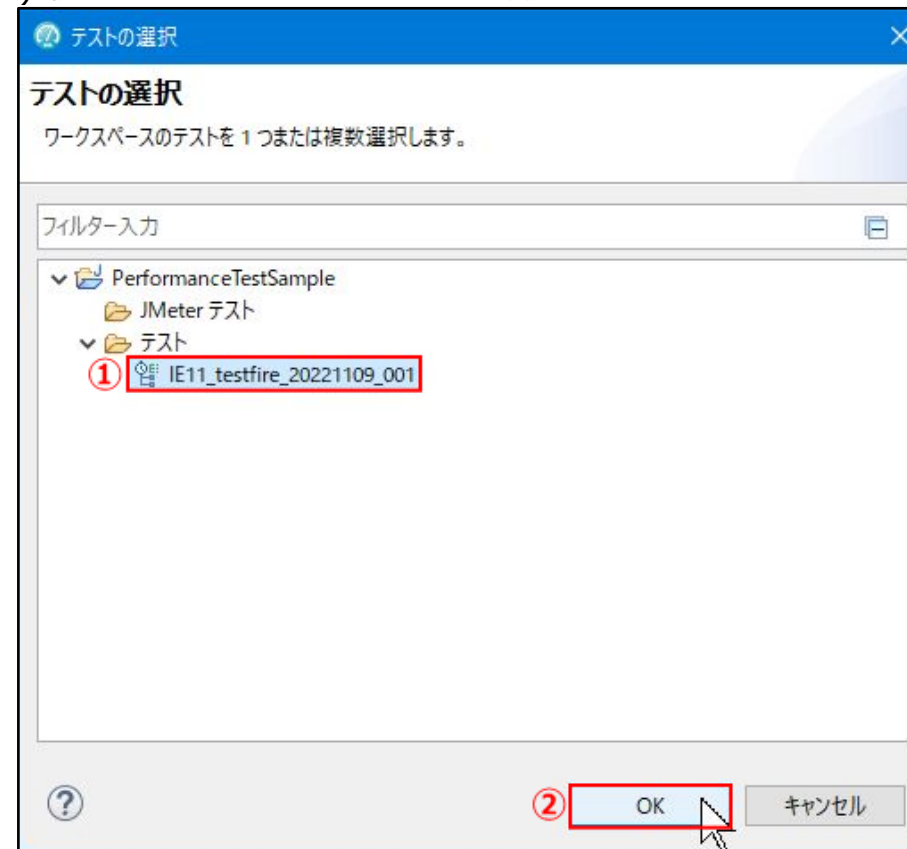 テストの選択
テストの選択
ワークスペースのテストを 1 つまたは複数選択します。
フィルター入力
PerformanceTestSample
JMeter テスト
テスト
① IE11_testfire_20221109_001
② OK キャンセル